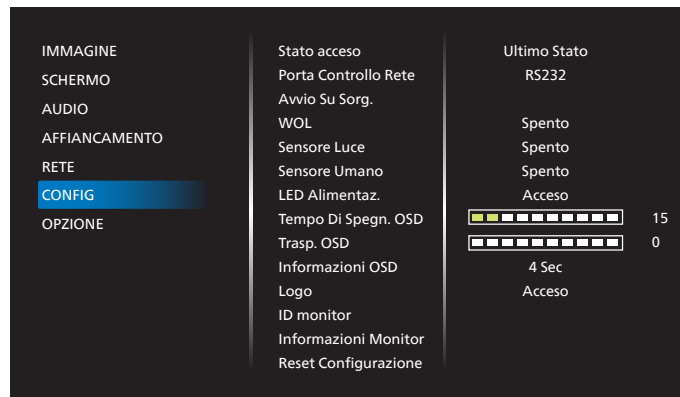 IMMAGINE
SCHERMO
AUDIO
AFFIANCAMENTO
RETE
CONFIG
OPZIONE
Stato acceso Ultimo Stato
Porta Controllo Rete RS232
Avvio Su Sorg.
WOL Spento
Sensore Luce Spento
Sensore Umano Spento
LED Alimentaz. Acceso
Tempo Di Spegn. OSD 15
Trasp. OSD 0
Informazioni OSD 4 Sec
Logo Acceso
ID monitor
Informazioni Monitor
Reset Configurazione